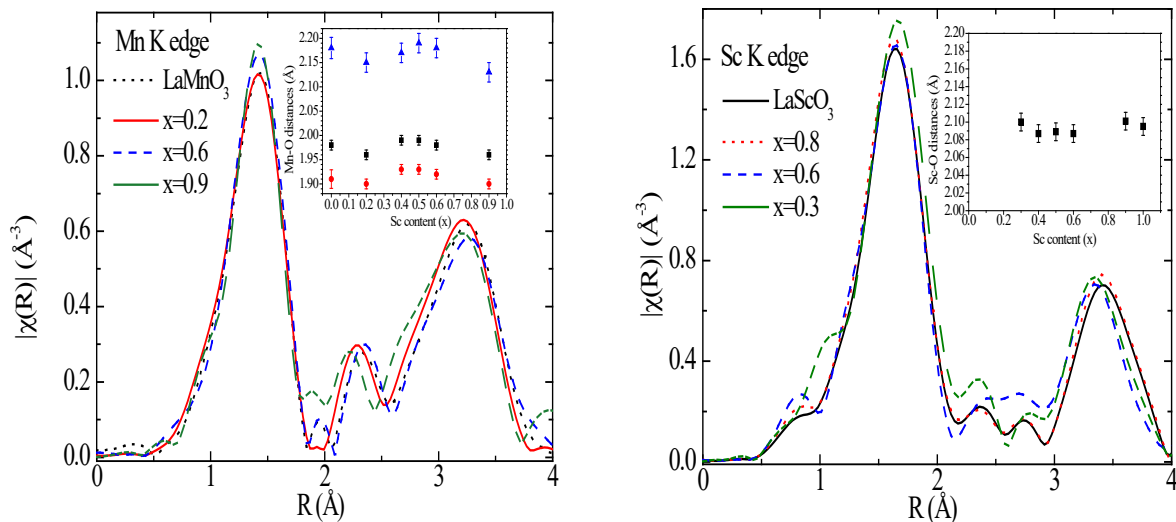 Mn K edge
LaMnO3
x=0.2
x=0.6
x=0.9
|χ(R)| (Å-3)
1.0
0.8
0.6
0.4
0.2
0.0
0 1 2 3 4
R (Å)
Mn-O distances (Å)
2.20
2.15
2.10
2.05
2.00
1.95
1.90
0.0 0.1 0.2 0.3 0.4 0.5 0.6 0.7 0.8 0.9 1.0
Sc content (x)
Sc K edge
LaScO3
x=0.8
x=0.6
x=0.3
|χ(R)| (Å-3)
1.6
1.2
0.8
0.4
0.0
0 1 2 3 4
R (Å)
Sc-O distances (Å)
2.20
2.18
2.16
2.14
2.12
2.10
2.08
2.06
2.04
2.02
2.00
0.0 0.2 0.4 0.6 0.8 1.0
Sc content (x)